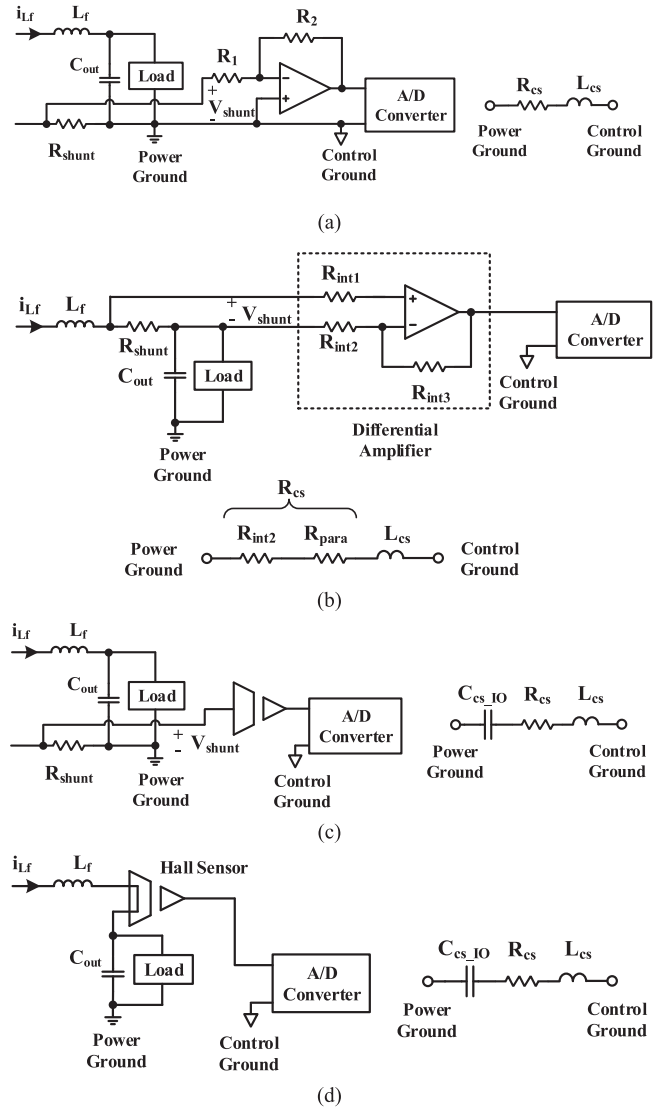 iLf Lf
R2
R1
Cout
Load
+
Vshunt
-
-
+
A/D
Converter
Rshunt
Power
Ground
Control
Ground
Rcs Lcs
Power
Ground
Control
Ground
(a)
iLf Lf
+
Vshunt
-
Rint1
Rint2
+
-
Rint3
Rshunt
Cout
Load
A/D
Converter
Control
Ground
Power
Ground
Differential
Amplifier
Rcs
Rint2 Rpara Lcs
Power
Ground
Control
Ground
(b)
iLf Lf
Cout
Load
+
Vshunt
-
Rshunt
Power
Ground
A/D
Converter
Control
Ground
Ccs_IO Rcs Lcs
Power
Ground
Control
Ground
(c)
iLf Lf
Hall Sensor
Cout
Load
A/D
Converter
Power
Ground
Control
Ground
Ccs_IO Rcs Lcs
Power
Ground
Control
Ground
(d)